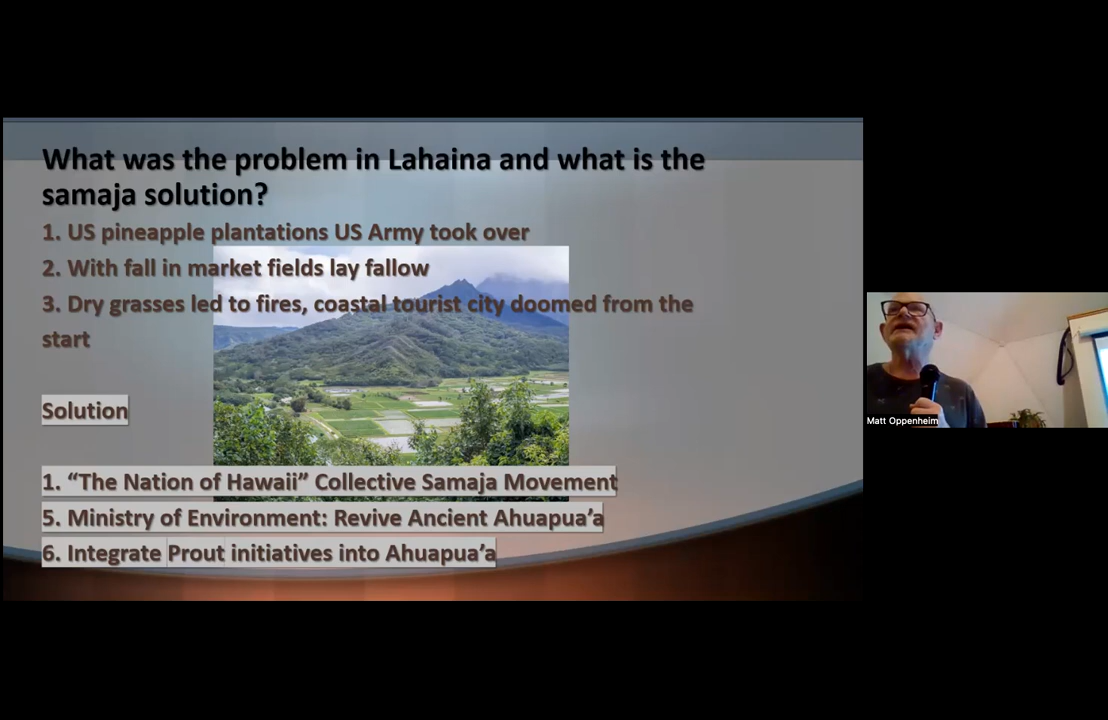 What was the problem in Lahaina and what is the
samaja solution?
1. US pineapple plantations US Army took over
2. With fall in market fields lay fallow
3. Dry grasses led to fires, coastal tourist city doomed from the
start
Solution
1. “The Nation of Hawaii” Collective Samaja Movement
5. Ministry of Environment: Revive Ancient Ahuapua’a
6. Integrate Prout initiatives into Ahuapua’a
Matt Oppenheim